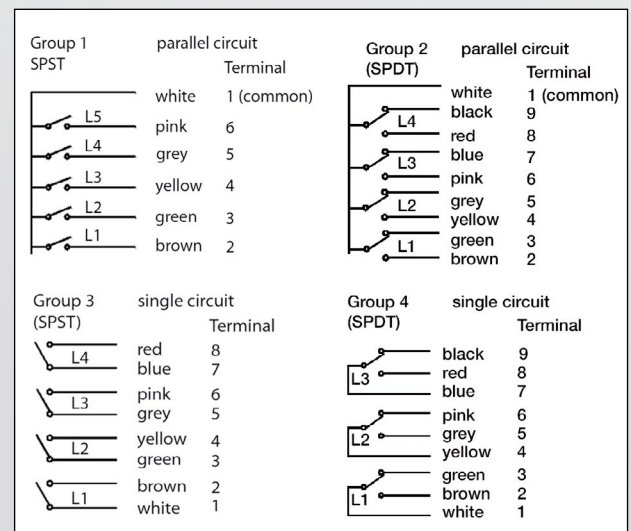 Group 1 parallel circuit
SPST Terminal
white 1 (common)
L5 pink 6
L4 grey 5
L3 yellow 4
L2 green 3
L1 brown 2
Group 2 parallel circuit
(SPDT) Terminal
white 1 (common)
black 9
L4
red 8
blue 7
L3
pink 6
grey 5
L2
yellow 4
green 3
L1
brown 2
Group 3 single circuit
(SPST) Terminal
red 8
L4
blue 7
pink 6
L3
grey 5
yellow 4
L2
green 3
brown 2
L1
white 1
Group 4 single circuit
(SPDT) Terminal
black 9
L3 red 8
blue 7
pink 6
L2 grey 5
yellow 4
green 3
L1 brown 2
white 1